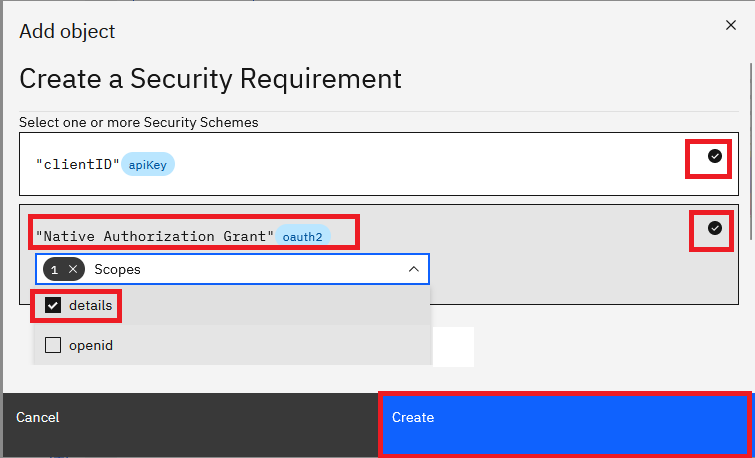 Add object
Create a Security Requirement
Select one or more Security Schemes
"clientID" apiKey
"Native Authorization Grant" oauth2
1 × Scopes
details
openid
Cancel
Create